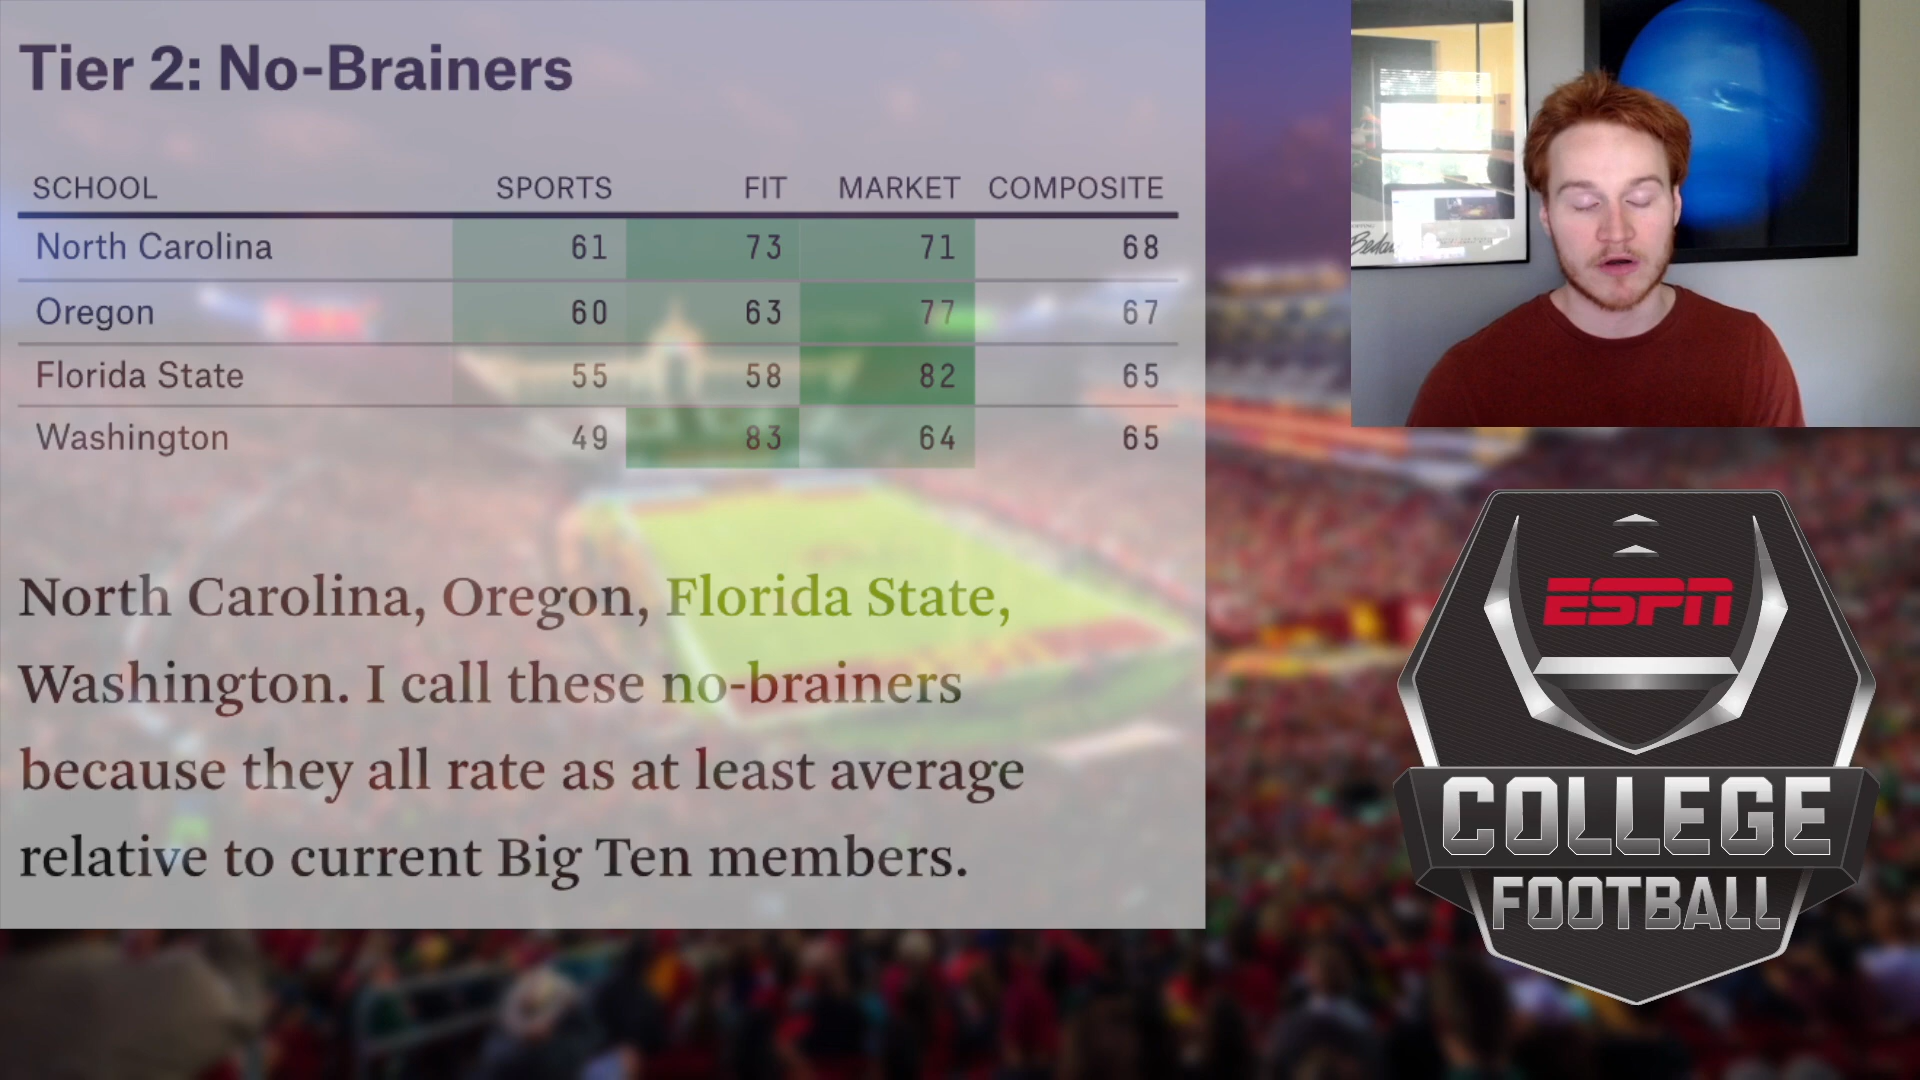 Tier 2: No-Brainers
SCHOOL SPORTS FIT MARKET COMPOSITE
North Carolina 61 73 71 68
Oregon 60 63 77 67
Florida State 55 58 82 65
Washington 49 83 64 65
North Carolina, Oregon, Florida State,
Washington. I call these no-brainers
because they all rate as at least average
relative to current Big Ten members.
ESPN
COLLEGE
FOOTBALL